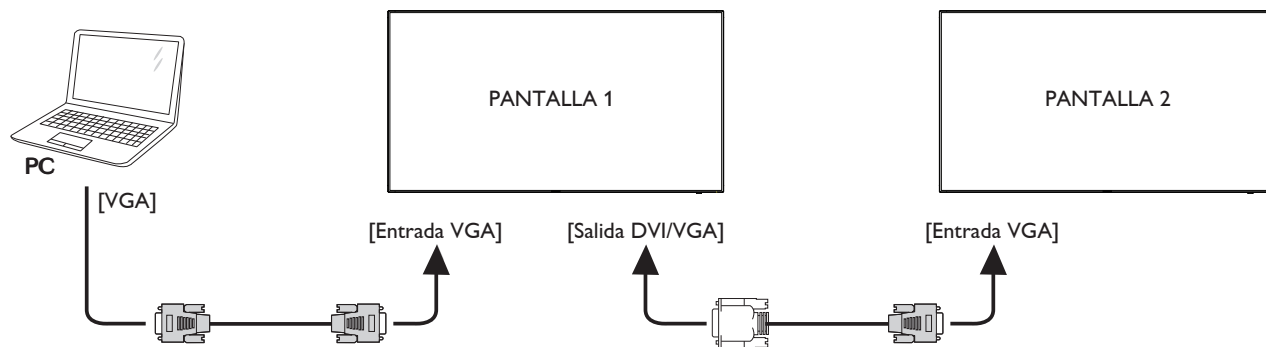 PANTALLA 1
PANTALLA 2
PC
[VGA]
[Entrada VGA]
[Salida DVI/VGA]
[Entrada VGA]